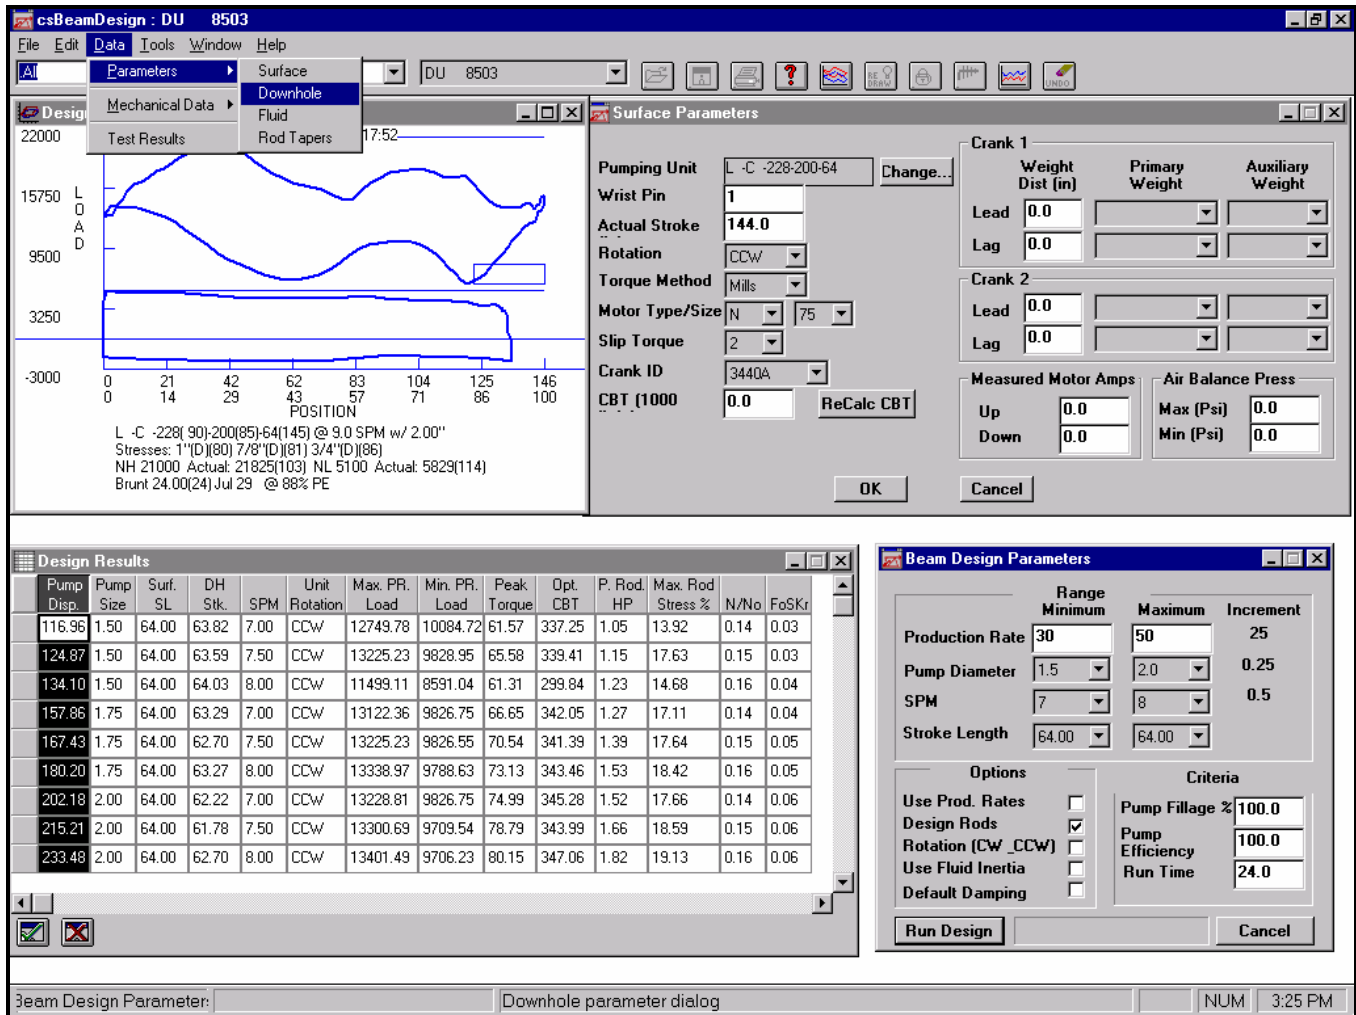 csBeamDesign : DU 8503
File Edit Data Tools Window Help
All
DU 8503
RE DRAW
UNDO
Parameters
Mechanical Data
Test Results
Surface
Downhole
Fluid
Rod Tapers
Desig
17:52
22000
15750
9500
3250
-3000
LOAD
0 21 42 62 83 104 125 146
0 14 29 43 57 71 86 100
POSITION
L -C -228( 90)-200(85)-64(145) @ 9.0 SPM w/ 2.00"
Stresses: 1"(D)(80) 7/8"(D)(81) 3/4"(D)(86)
NH 21000 Actual: 21825(103) NL 5100 Actual: 5829(114)
Brunt 24.00(24) Jul 29 @ 88% PE
Surface Parameters
Pumping Unit L -C -228-200-64 Change...
Wrist Pin 1
Actual Stroke 144.0
Rotation CCW
Torque Method Mills
Motor Type/Size N 75
Slip Torque 2
Crank ID 3440A
CBT (1000 0.0 ReCalc CBT
Crank 1
Weight Dist (in) Primary Weight Auxiliary Weight
Lead 0.0
Lag 0.0
Crank 2
Lead 0.0
Lag 0.0
Measured Motor Amps
Up 0.0
Down 0.0
Air Balance Press
Max (Psi) 0.0
Min (Psi) 0.0
OK Cancel
Design Results
Pump Disp. Pump Size Surf. SL DH Stk. SPM Unit Rotation Max. PR. Load Min. PR. Load Peak Torque Opt. CBT P. Rod. HP Max. Rod Stress % N/No FoSKr
116.96 1.50 64.00 63.82 7.00 CCW 12749.78 10084.72 61.57 337.25 1.05 13.92 0.14 0.03
124.87 1.50 64.00 63.59 7.50 CCW 13225.23 9828.95 65.58 339.41 1.15 17.63 0.15 0.03
134.10 1.50 64.00 64.03 8.00 CCW 11499.11 8591.04 61.31 299.84 1.23 14.68 0.16 0.04
157.86 1.75 64.00 63.29 7.00 CCW 13122.36 9826.75 66.65 342.05 1.27 17.11 0.14 0.04
167.43 1.75 64.00 62.70 7.50 CCW 13225.23 9826.55 70.54 341.39 1.39 17.64 0.15 0.05
180.20 1.75 64.00 63.27 8.00 CCW 13338.97 9788.63 73.13 343.46 1.53 18.42 0.16 0.05
202.18 2.00 64.00 62.22 7.00 CCW 13228.81 9826.75 74.99 345.28 1.52 17.66 0.14 0.06
215.21 2.00 64.00 61.78 7.50 CCW 13300.69 9709.54 78.79 343.99 1.66 18.59 0.15 0.06
233.48 2.00 64.00 62.70 8.00 CCW 13401.49 9706.23 80.15 347.06 1.82 19.13 0.16 0.06
Beam Design Parameters
Range
Minimum Maximum Increment
Production Rate 30 50 25
Pump Diameter 1.5 2.0 0.25
SPM 7 8 0.5
Stroke Length 64.00 64.00
Options
Use Prod. Rates
Design Rods
Rotation (CW _CCW)
Use Fluid Inertia
Default Damping
Criteria
Pump Fillage % 100.0
Pump Efficiency 100.0
Run Time 24.0
Run Design Cancel
Beam Design Parameter: Downhole parameter dialog NUM 3:25 PM